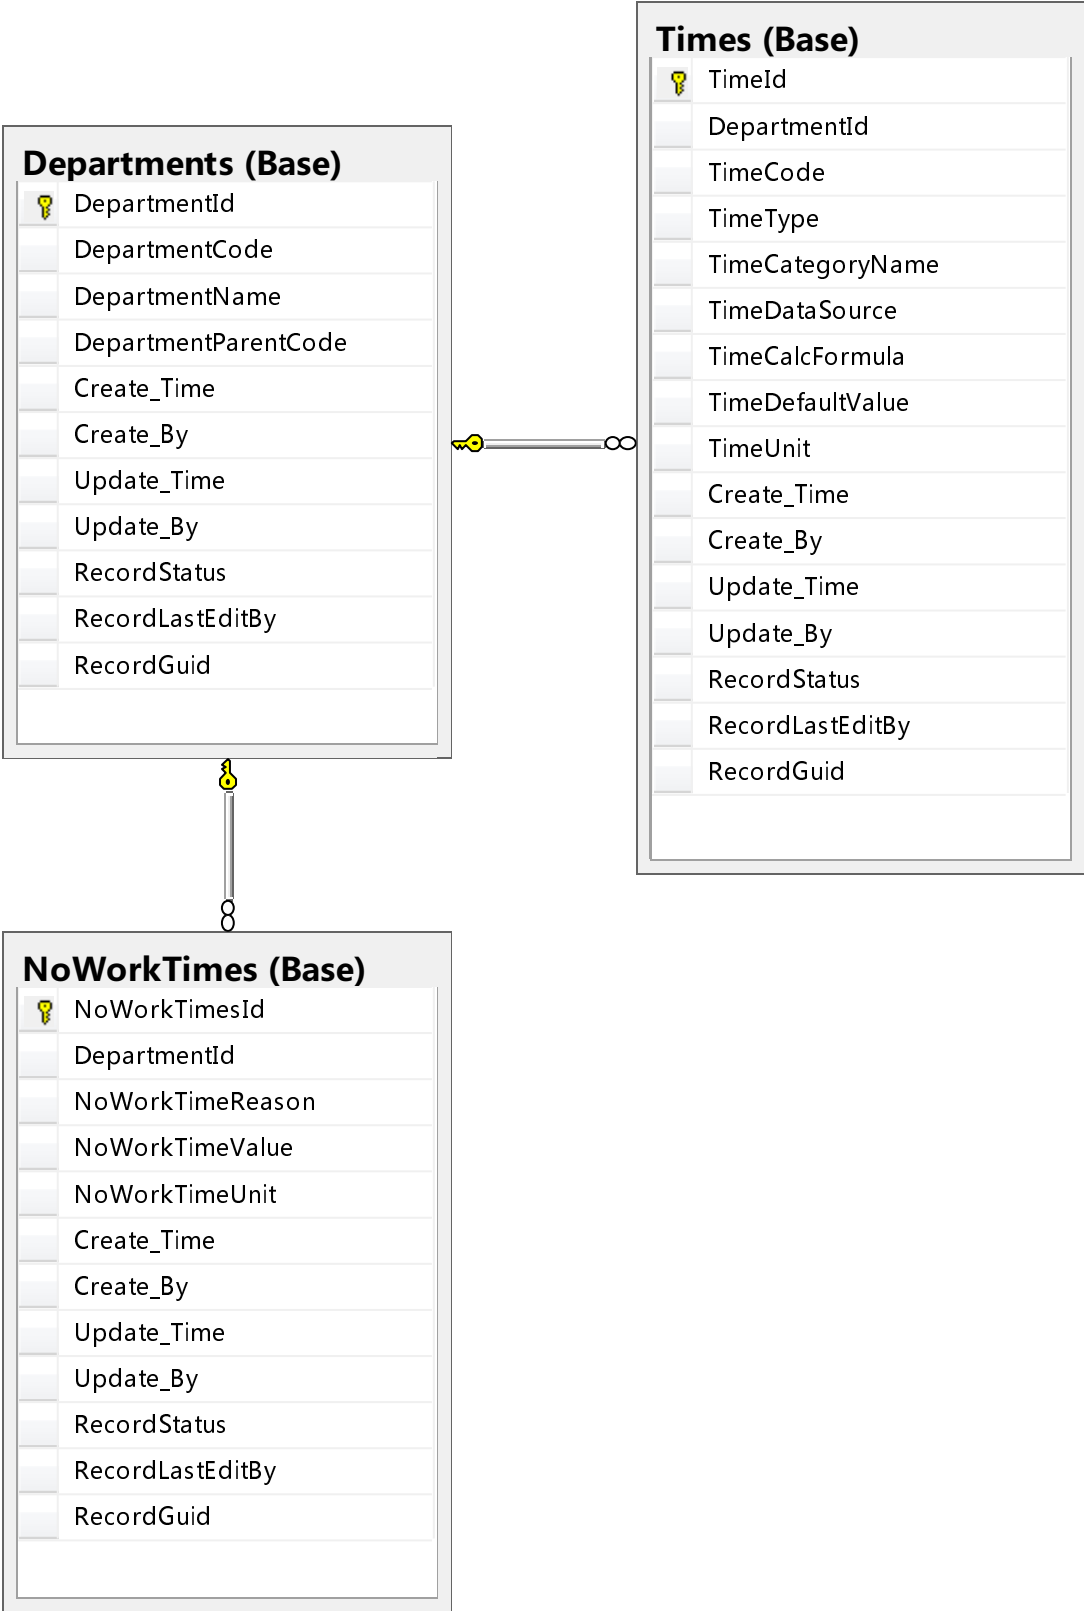 Departments (Base)
DepartmentId
DepartmentCode
DepartmentName
DepartmentParentCode
Create_Time
Create_By
Update_Time
Update_By
RecordStatus
RecordLastEditBy
RecordGuid
Times (Base)
TimeId
DepartmentId
TimeCode
TimeType
TimeCategoryName
TimeDataSource
TimeCalcFormula
TimeDefaultValue
TimeUnit
Create_Time
Create_By
Update_Time
Update_By
RecordStatus
RecordLastEditBy
RecordGuid
NoWorkTimes (Base)
NoWorkTimesId
DepartmentId
NoWorkTimeReason
NoWorkTimeValue
NoWorkTimeUnit
Create_Time
Create_By
Update_Time
Update_By
RecordStatus
RecordLastEditBy
RecordGuid